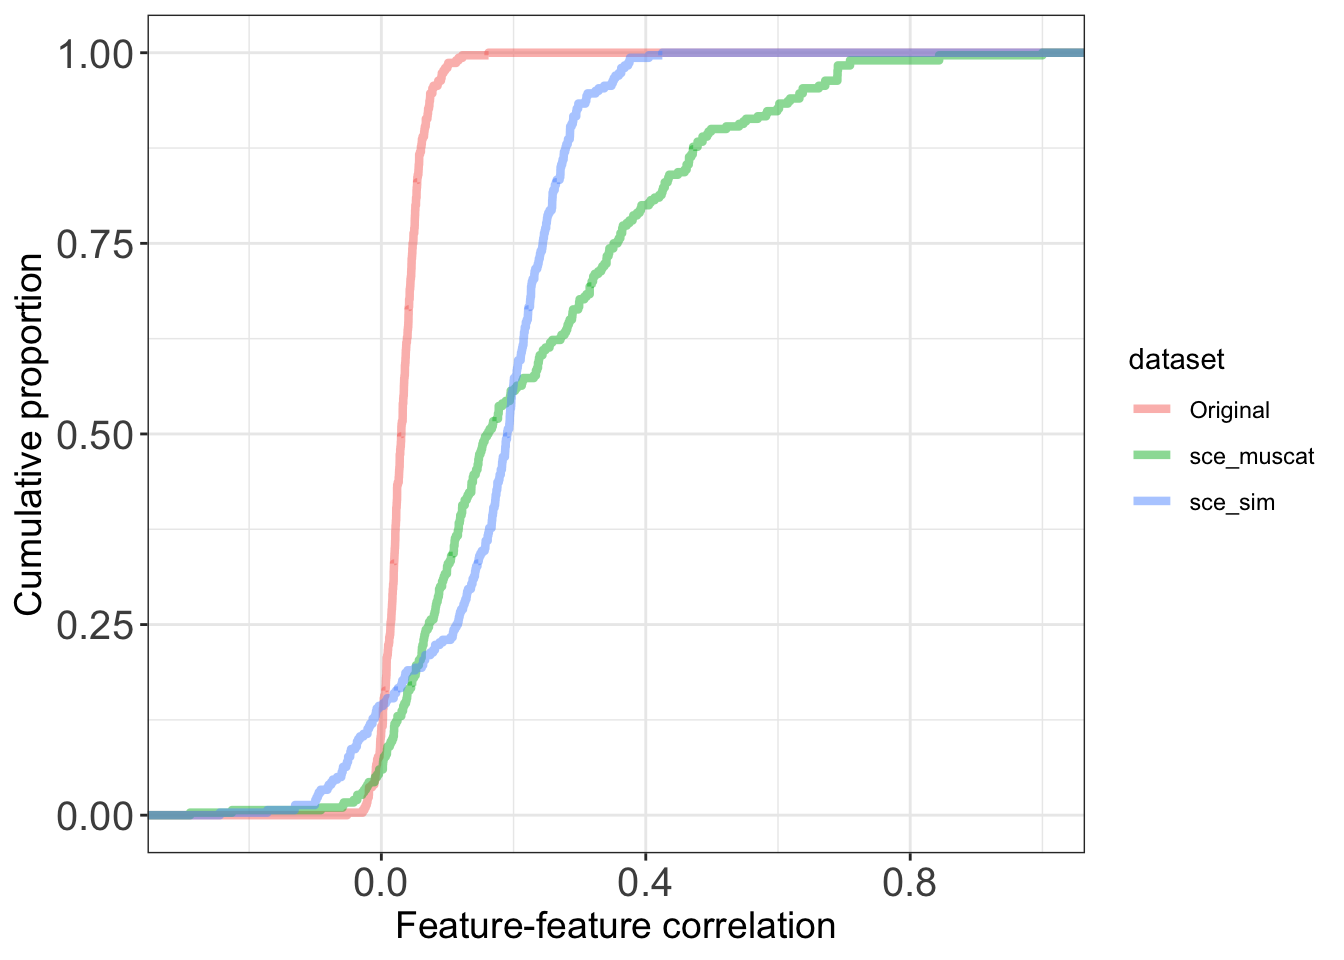 1.00
0.75
0.50
0.25
0.00
Cumulative proportion
0.0
0.4
0.8
Feature-feature correlation
dataset
Original
sce_muscat
sce_sim